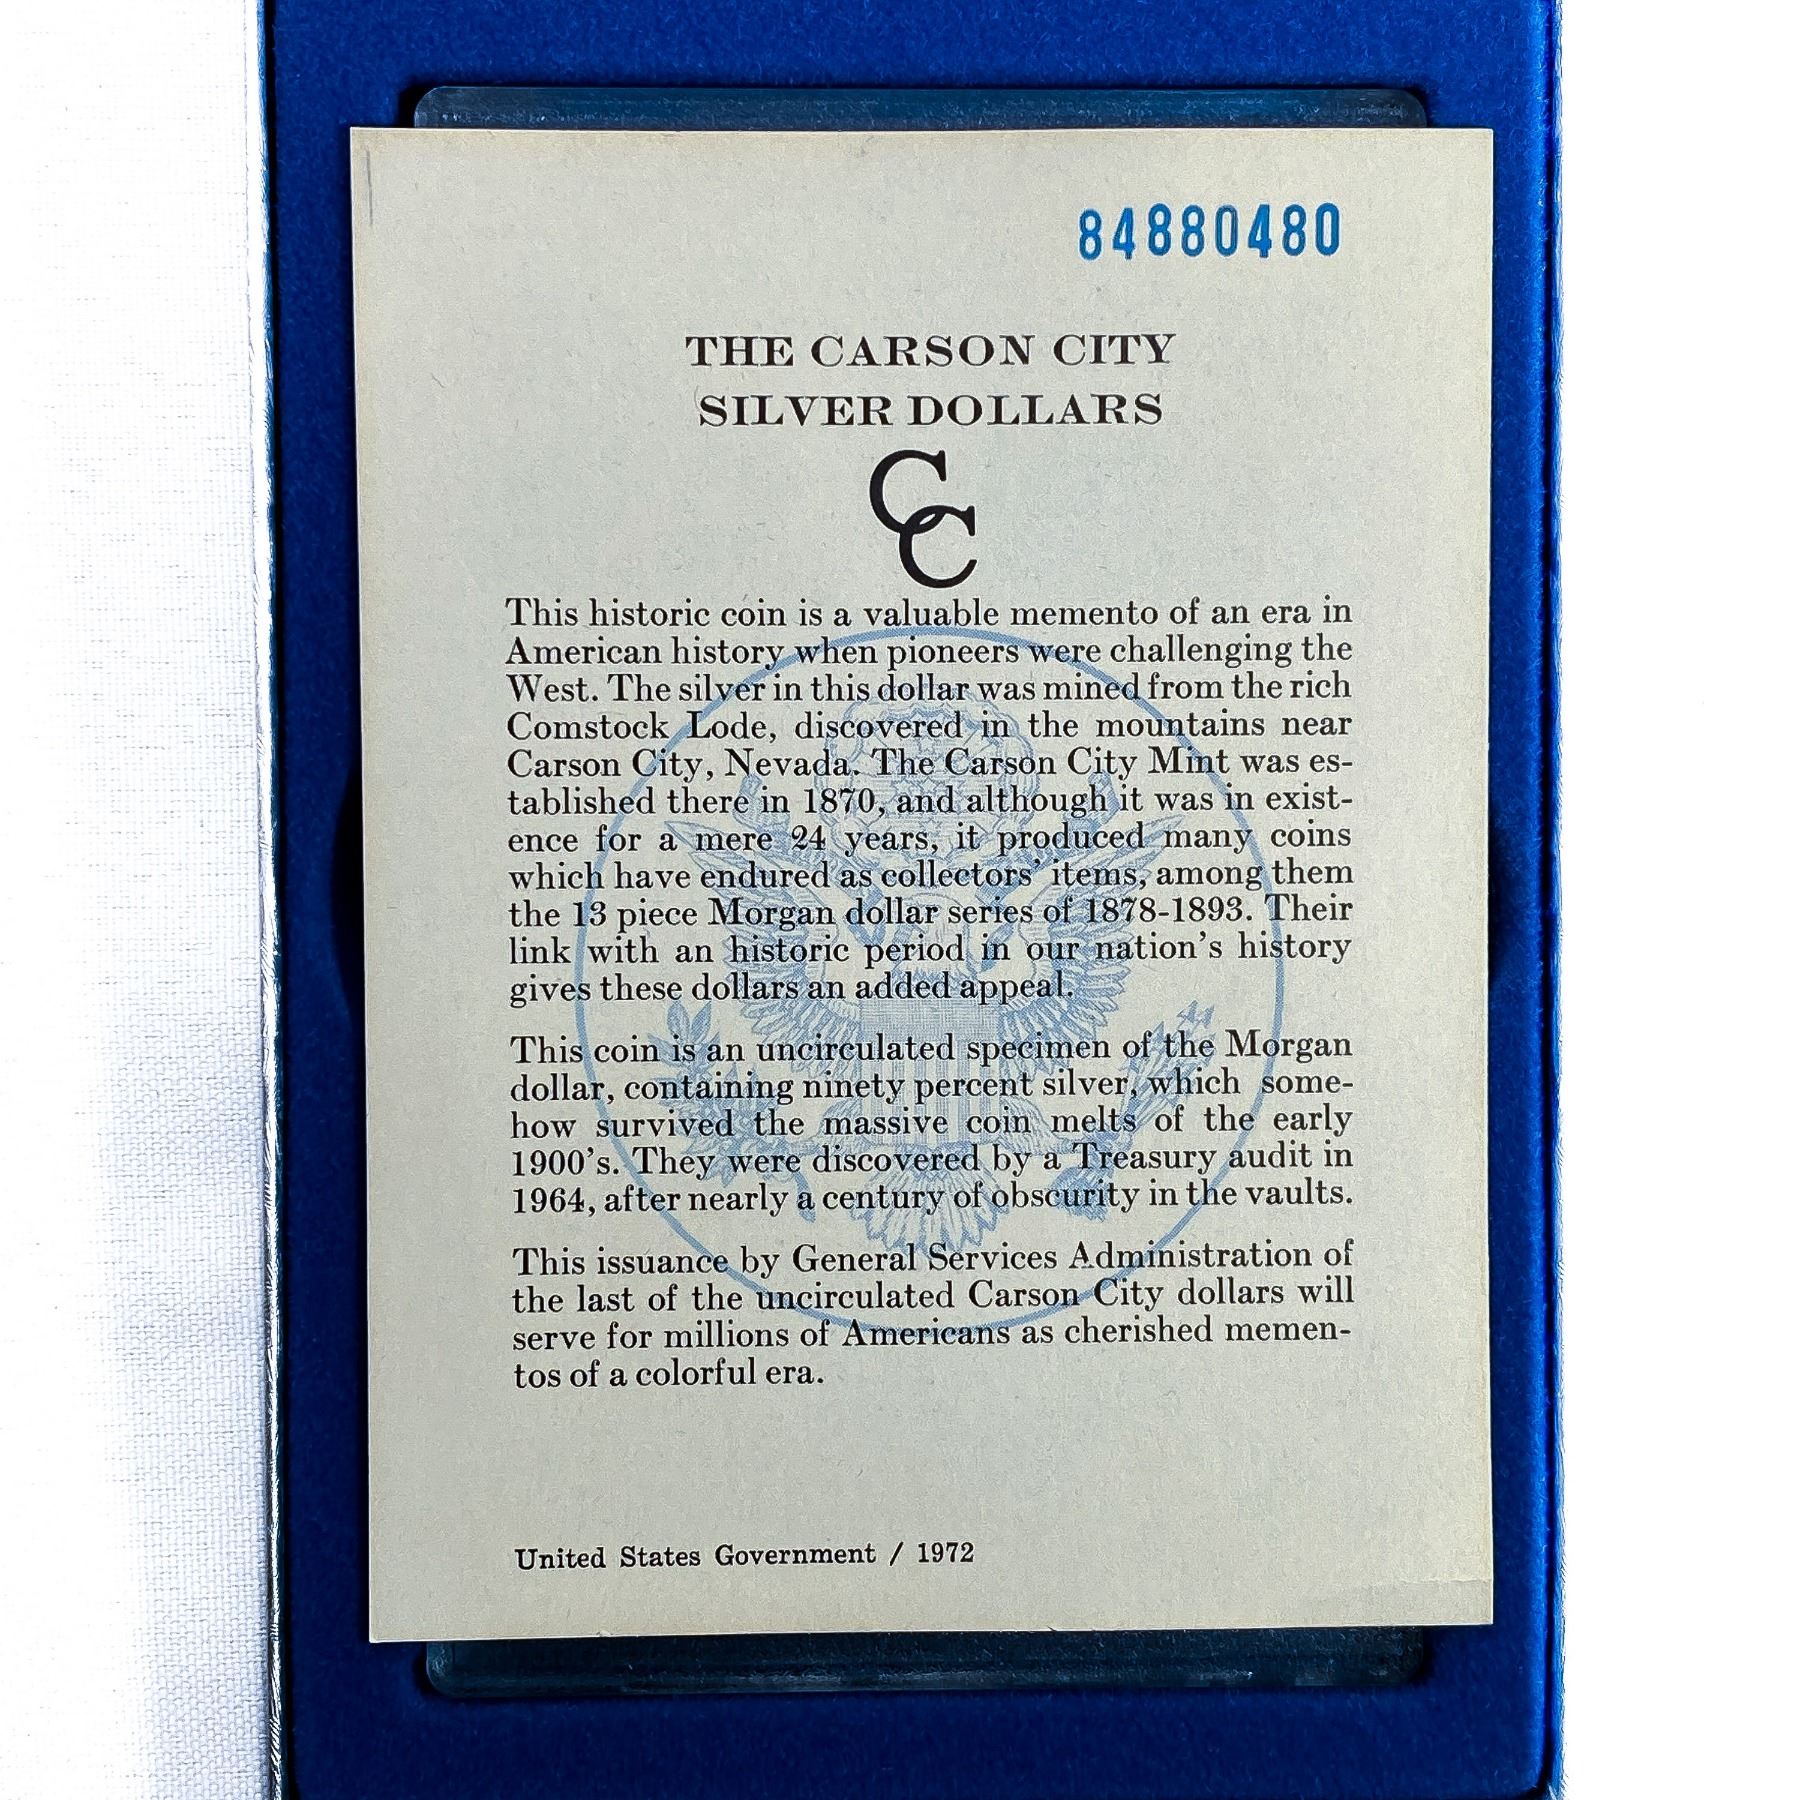 84880480
THE CARSON CITY
SILVER DOLLARS
CC
This historic coin is a valuable memento of an era in
American history when pioneers were challenging the
West. The silver in this dollar was mined from the rich
Comstock Lode, discovered in the mountains near
Carson City, Nevada. The Carson City Mint was es-
tablished there in 1870, and although it was in exist-
ence for a mere 24 years, it produced many coins
which have endured as collectors' items, among them
the 13 piece Morgan dollar series of 1878-1893. Their
link with an historic period in our nation's history
gives these dollars an added appeal.
This coin is an uncirculated specimen of the Morgan
dollar, containing ninety percent silver, which some-
how survived the massive coin melts of the early
1900's. They were discovered by a Treasury audit in
1964, after nearly a century of obscurity in the vaults.
This issuance by General Services Administration of
the last of the uncirculated Carson City dollars will
serve for millions of Americans as cherished memen-
tos of a colorful era.
United States Government / 1972